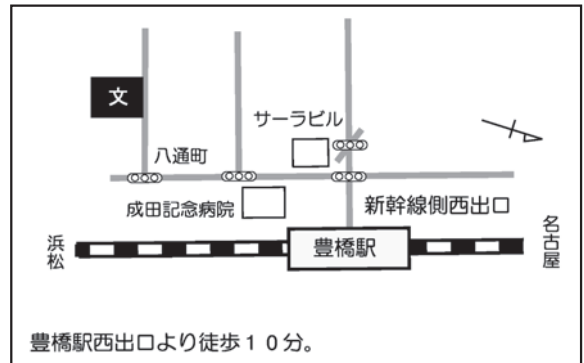 文
サーラビル
八通町
成田記念病院
新幹線側西出口
浜松
豊橋駅
名古屋
豊橋駅西出口より徒歩10分。